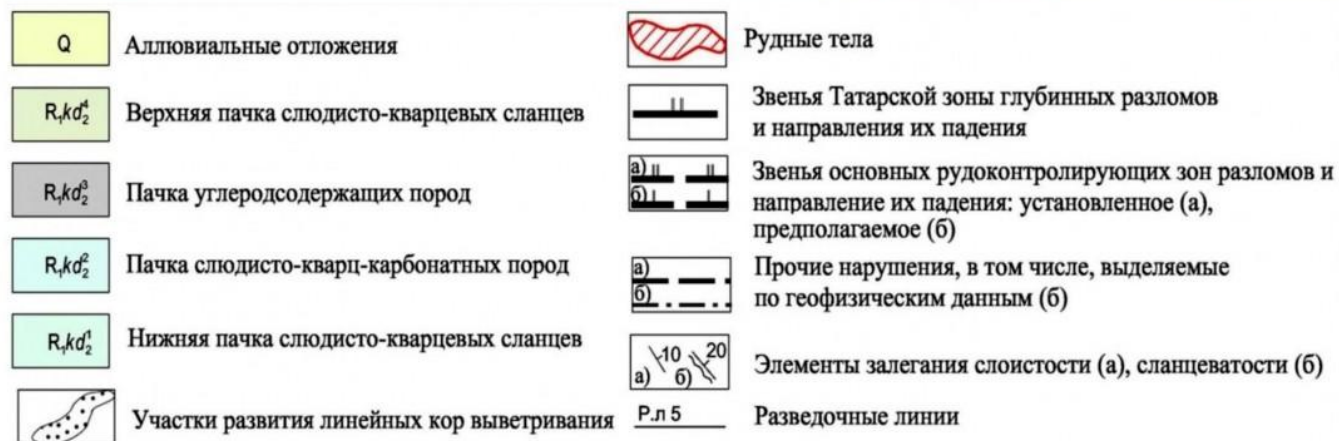 Q Аллювиальные отложения
R₁kd₂⁴ Верхняя пачка слюдисто-кварцевых сланцев
R₁kd₂³ Пачка углеродсодержащих пород
R₁kd₂² Пачка слюдисто-кварц-карбонатных пород
R₁kd₂¹ Нижняя пачка слюдисто-кварцевых сланцев
Участки развития линейных кор выветривания
Рудные тела
Звенья Татарской зоны глубинных разломов
и направления их падения
а)
б)
Звенья основных рудоконтролирующих зон разломов и
направление их падения: установленное (а),
предполагаемое (б)
а)
б)
Прочие нарушения, в том числе, выделяемые
по геофизическим данным (б)
а) 10 б) 20 Элементы залегания слоистости (а), сланцеватости (б)
Р.л 5 Разведочные линии